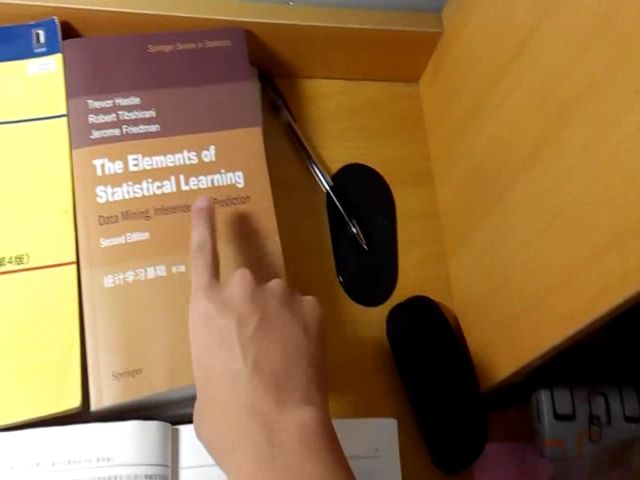 Springer Series in Statistics
Trevor Hastie
Robert Tibshirani
Jerome Friedman
The Elements of
Statistical Learning
Data Mining, Inference Prediction
Second Edition
统计学习基础
Springer
第4版)